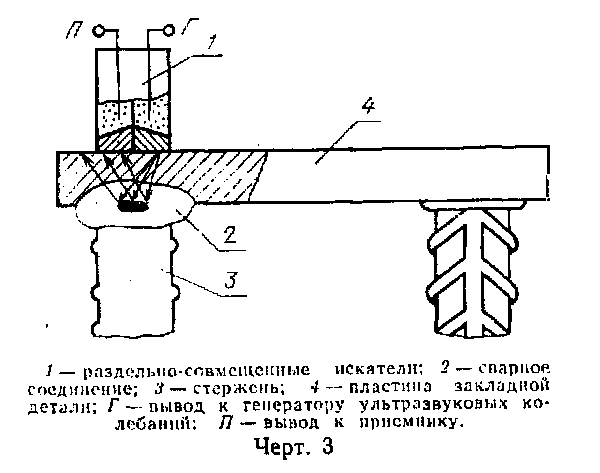 П Г
1
4
2
3
1 — раздельно-совмещенные искатели; 2 — сварное
соединение; 3 — стержень; 4 — пластина закладной
детали; Г — вывод к генератору ультразвуковых ко-
лебаний; П — вывод к приемнику.
Черт. 3